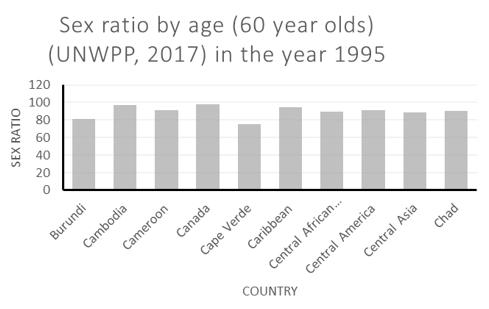 Sex ratio by age (60 year olds)
(UNWPP, 2017) in the year 1995
120
100
80
60
40
20
0
SEX RATIO
Burundi
Cambodia
Cameroon
Canada
Cape Verde
Caribbean
Central African...
Central America
Central Asia
Chad
COUNTRY